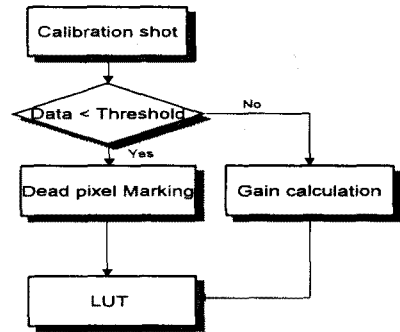 Calibration shot
Data < Threshold
No
Yes
Dead pixel Marking
Gain calculation
LUT